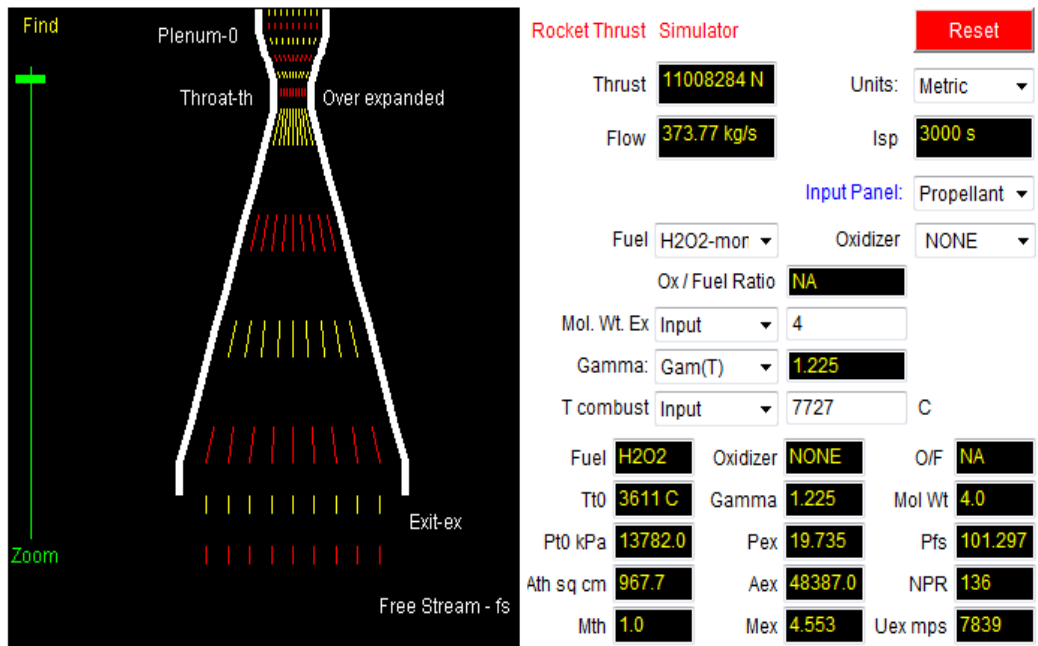 Find
Plenum-0
Throat-th
Over expanded
Exit-ex
Zoom
Free Stream - fs
Rocket Thrust Simulator
Reset
Thrust 11008284 N Units: Metric
Flow 373.77 kg/s Isp 3000 s
Input Panel: Propellant
Fuel H2O2-mor Oxidizer NONE
Ox / Fuel Ratio NA
Mol. Wt. Ex Input 4
Gamma: Gam(T) 1.225
T combust Input 7727 C
Fuel H2O2 Oxidizer NONE O/F NA
Tt0 3611 C Gamma 1.225 Mol Wt 4.0
Pt0 kPa 13782.0 Pex 19.735 Pfs 101.297
Ath sq cm 967.7 Aex 48387.0 NPR 136
Mth 1.0 Mex 4.553 Uex mps 7839